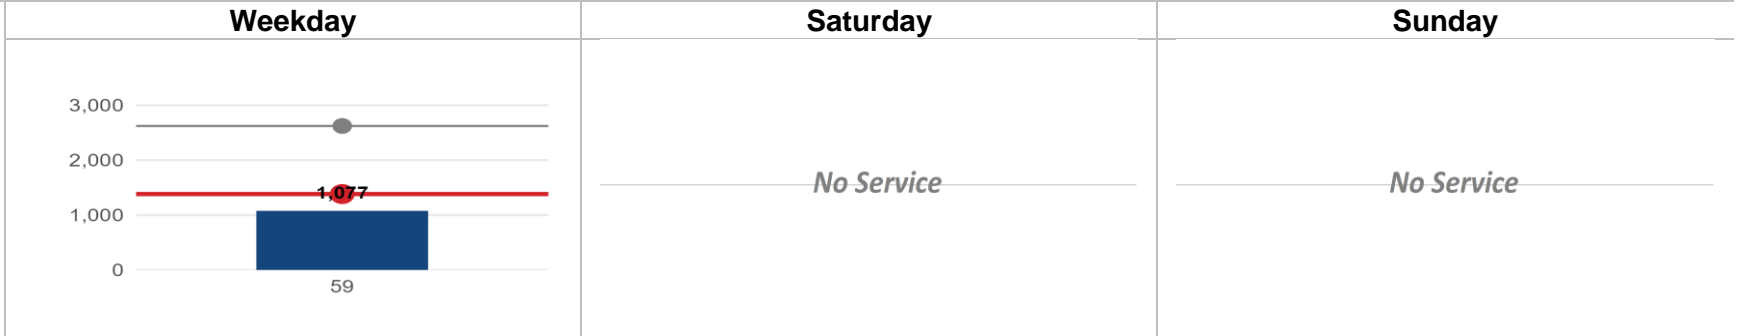 Weekday
Saturday
Sunday
3,000
2,000
1,077
1,000
0
59
No Service
No Service